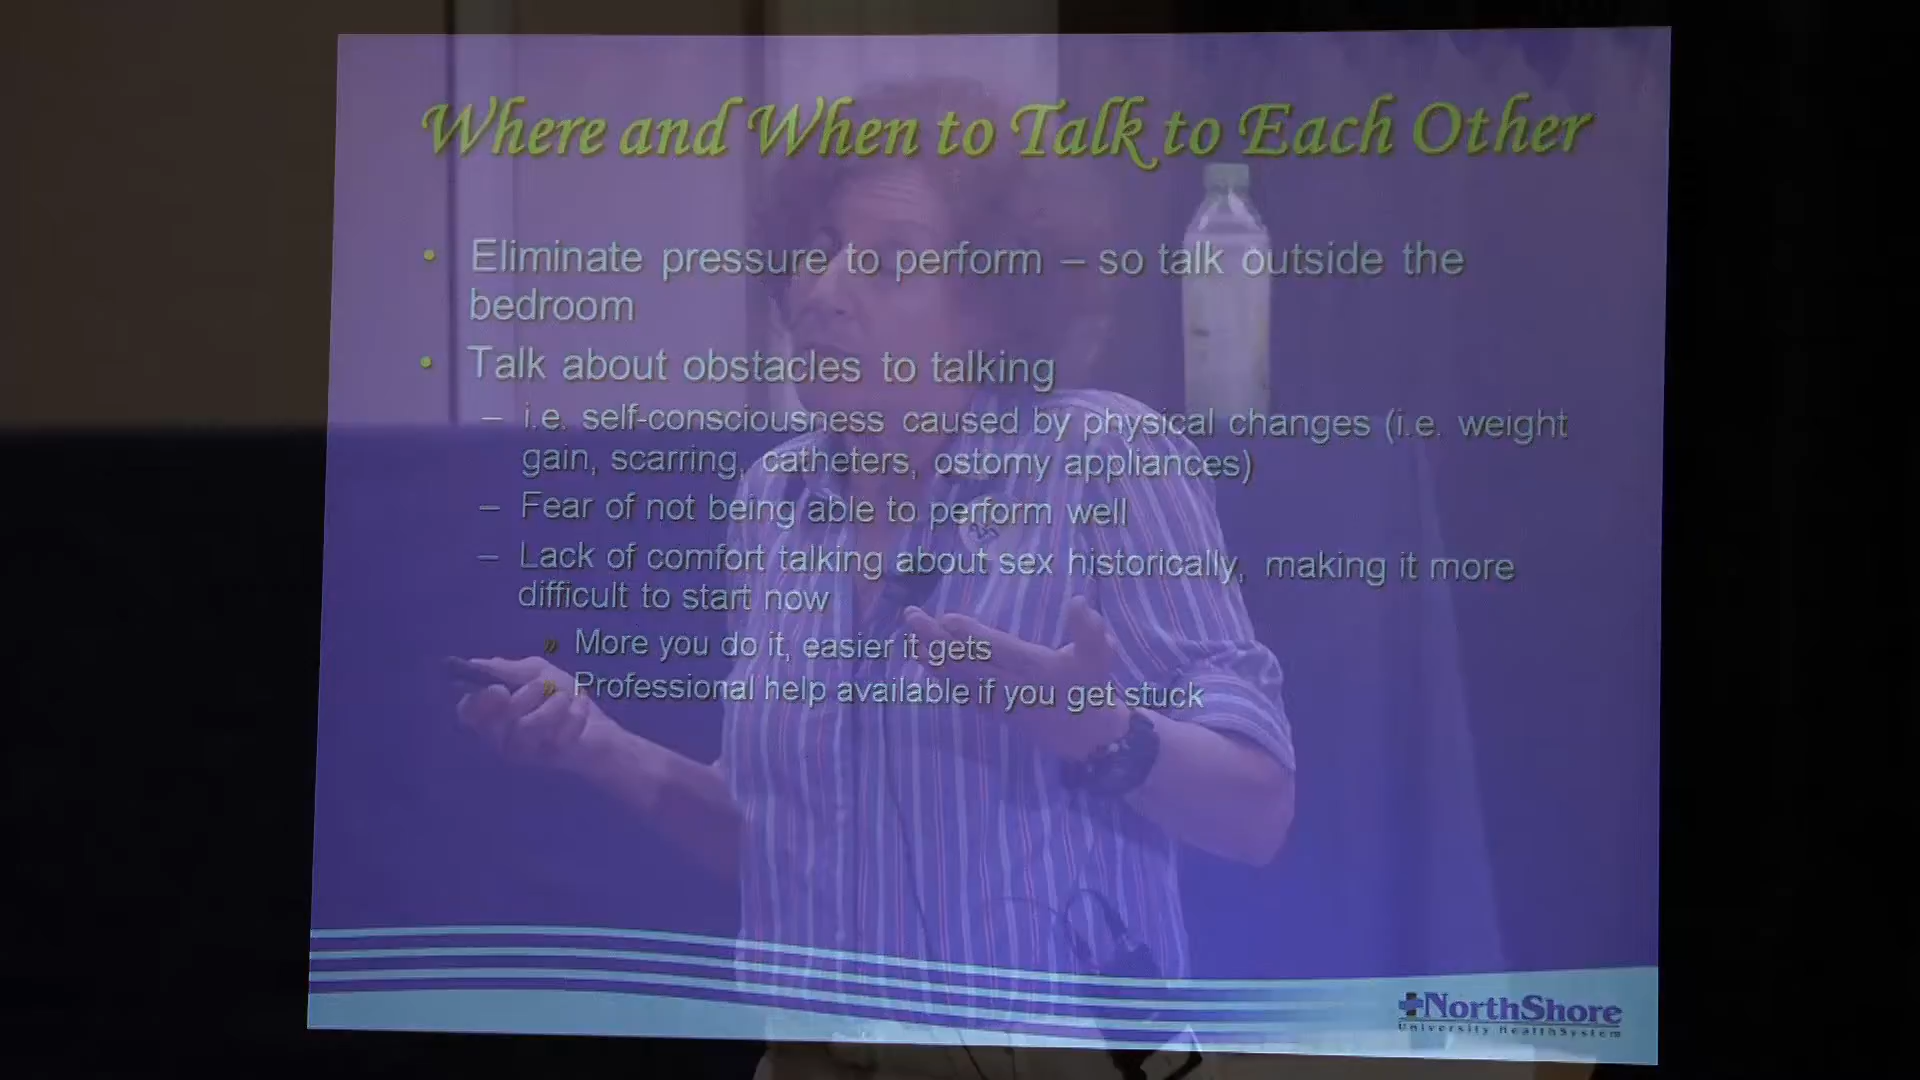 Where and When to Talk to Each Other
• Eliminate pressure to perform – so talk outside the
bedroom
• Talk about obstacles to talking
– i.e. self-consciousness caused by physical changes (i.e. weight
gain, scarring, catheters, ostomy appliances)
– Fear of not being able to perform well
– Lack of comfort talking about sex historically, making it more
difficult to start now
» More you do it, easier it gets
» Professional help available if you get stuck
NorthShore
University HealthSystem